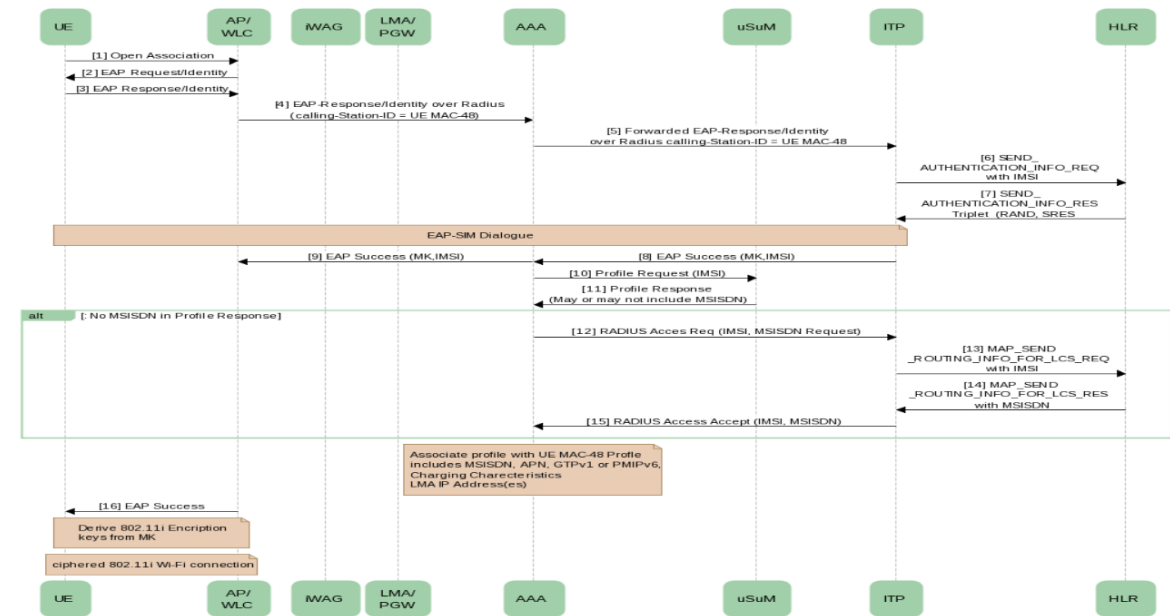 UE
AP/
WLC
iWAG
LMA/
PGW
AAA
uSuM
ITP
HLR
[1] Open Association
[2] EAP Request/Identity
[3] EAP Response/Identity
[4] EAP-Response/Identity over Radius
(calling-Station-ID = UE MAC-48)
[5] Forwarded EAP-Response/Identity
over Radius calling-Station-ID = UE MAC-48
[6] SEND_
AUTHENTICATION_INFO_REQ
with IMSI
[7] SEND_
AUTHENTICATION_INFO_RES
Triplet (RAND, SRES
EAP-SIM Dialogue
[9] EAP Success (MK,IMSI)
[8] EAP Success (MK,IMSI)
[10] Profile Request (IMSI)
[11] Profile Response
(May or may not include MSISDN)
alt
[: No MSISDN in Profile Response]
[12] RADIUS Acces Req (IMSI, MSISDN Request)
[13] MAP_SEND
_ROUTING_INFO_FOR_LCS_REQ
with IMSI
[14] MAP_SEND
_ROUTING_INFO_FOR_LCS_RES
with MSISDN
[15] RADIUS Access Accept (IMSI, MSISDN)
Associate profile with UE MAC-48 Profle
includes MSISDN, APN, GTPv1 or PMIPv6,
Charging Charecteristics
LMA IP Address(es)
[16] EAP Success
Derive 802.11i Encription
keys from MK
ciphered 802.11i Wi-Fi connection
UE
AP/
WLC
iWAG
LMA/
PGW
AAA
uSuM
ITP
HLR